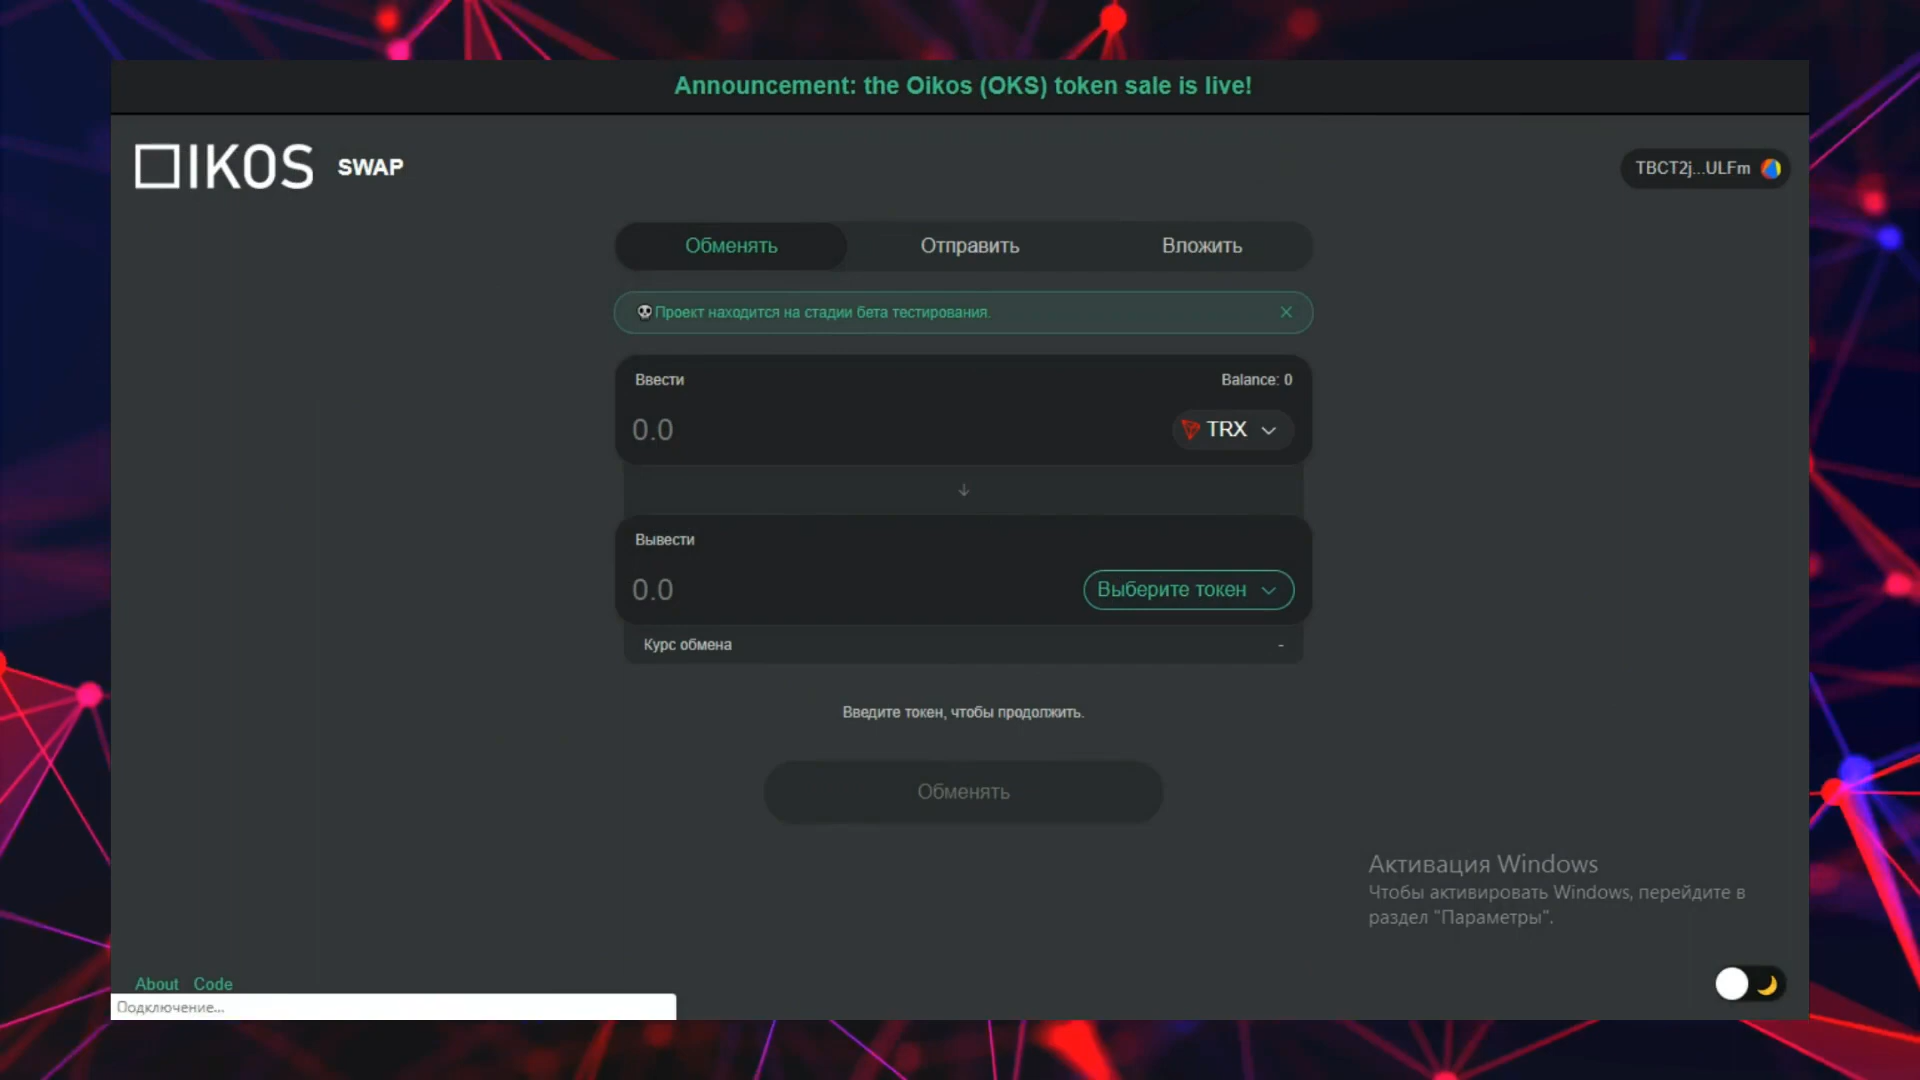 Announcement: the Oikos (OKS) token sale is live!
OIKOS SWAP
TBCT2j...ULFm
Обменять Отправить Вложить
Проект находится на стадии бета тестирования.
Ввести Balance: 0
0.0 TRX
Вывести
0.0 Выберите токен
Курс обмена -
Введите токен, чтобы продолжить.
Обменять
Активация Windows
Чтобы активировать Windows, перейдите в
раздел "Параметры".
About Code
Подключение...